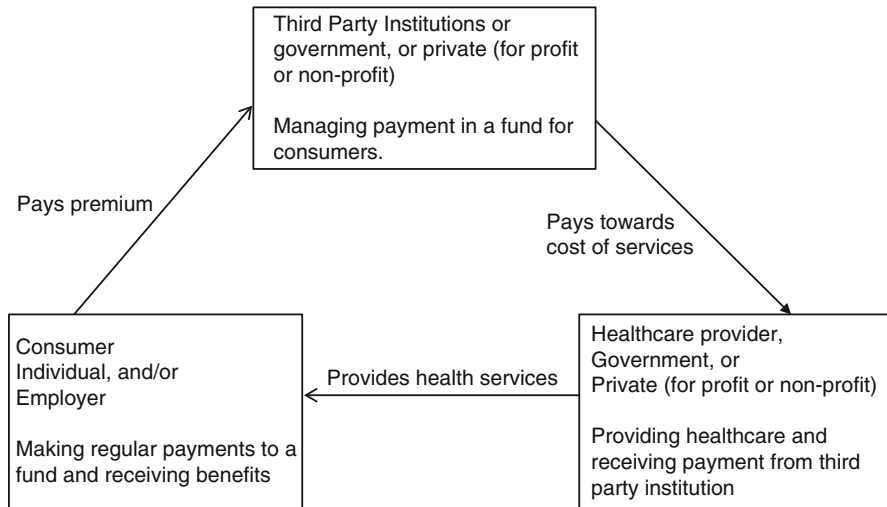 Third Party Institutions or
government, or private (for profit
or non-profit)
Managing payment in a fund for
consumers.
Pays premium
Pays towards
cost of services
Consumer
Individual, and/or
Employer
Making regular payments to a
fund and receiving benefits
Provides health services
Healthcare provider,
Government, or
Private (for profit or non-profit)
Providing healthcare and
receiving payment from third
party institution